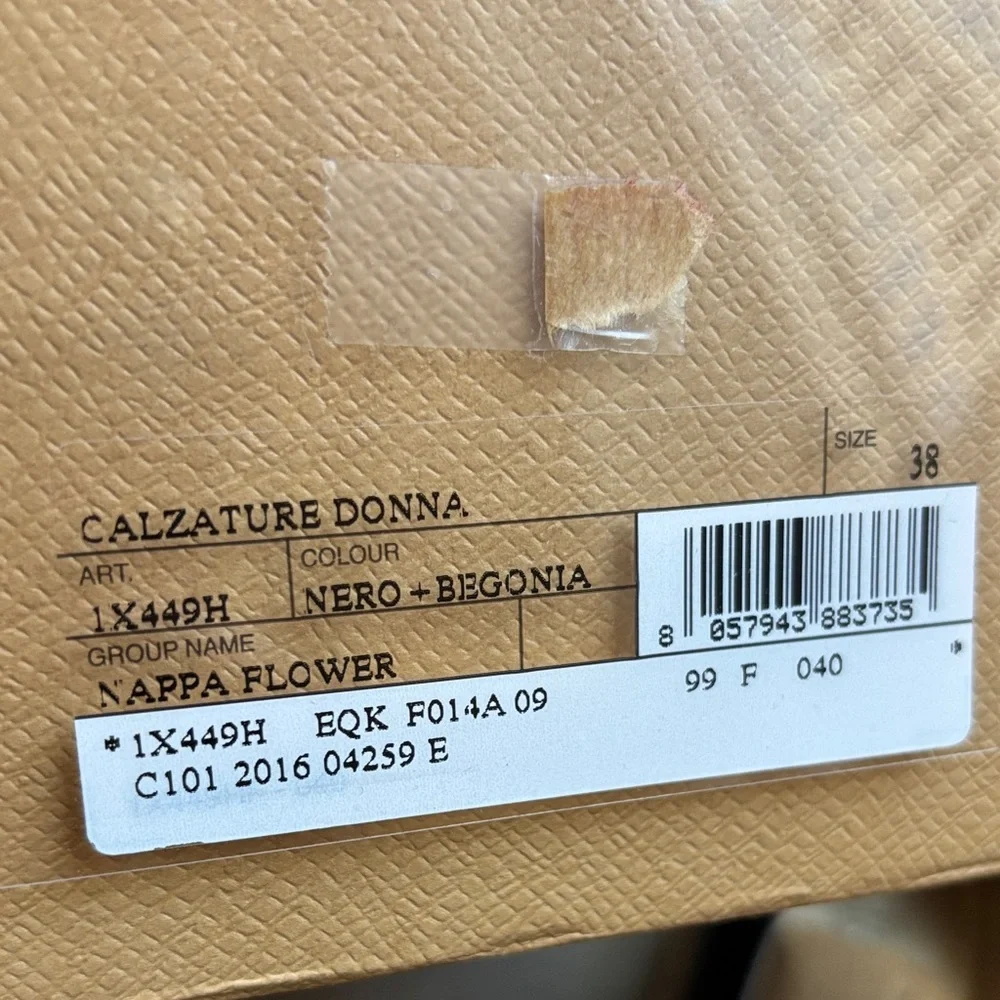 SIZE
38
CALZATURE DONNA
ART.
1X449H
COLOUR
NERO+BEGONIA
8 057943 883735
GROUP NAME
NAPPA FLOWER
99 F 040 *
* 1X449H EQK F014A 09
C101 2016 04259 E